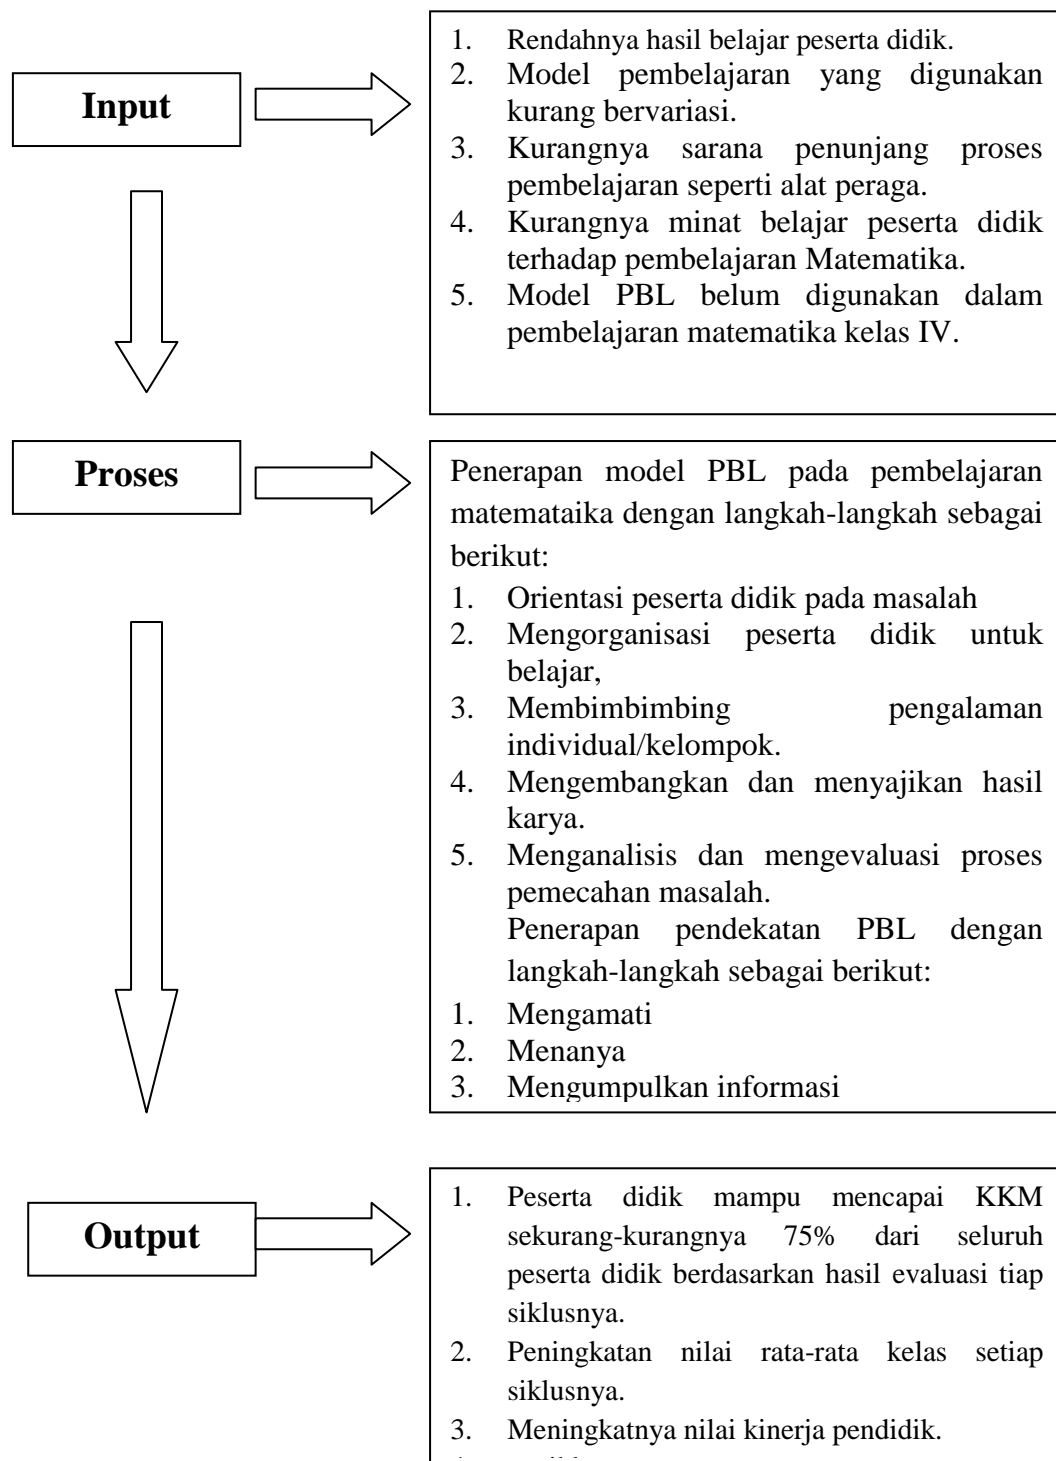 Input
1. Rendahnya hasil belajar peserta didik.
2. Model pembelajaran yang digunakan
kurang bervariasi.
3. Kurangnya sarana penunjang proses
pembelajaran seperti alat peraga.
4. Kurangnya minat belajar peserta didik
terhadap pembelajaran Matematika.
5. Model PBL belum digunakan dalam
pembelajaran matematika kelas IV.
Proses
Penerapan model PBL pada pembelajaran
matemataika dengan langkah-langkah sebagai
berikut:
1. Orientasi peserta didik pada masalah
2. Mengorganisasi peserta didik untuk
belajar,
3. Membimbimbing pengalaman
individual/kelompok.
4. Mengembangkan dan menyajikan hasil
karya.
5. Menganalisis dan mengevaluasi proses
pemecahan masalah.
Penerapan pendekatan PBL dengan
langkah-langkah sebagai berikut:
1. Mengamati
2. Menanya
3. Mengumpulkan informasi
Output
1. Peserta didik mampu mencapai KKM
sekurang-kurangnya 75% dari seluruh
peserta didik berdasarkan hasil evaluasi tiap
siklusnya.
2. Peningkatan nilai rata-rata kelas setiap
siklusnya.
3. Meningkatnya nilai kinerja pendidik.